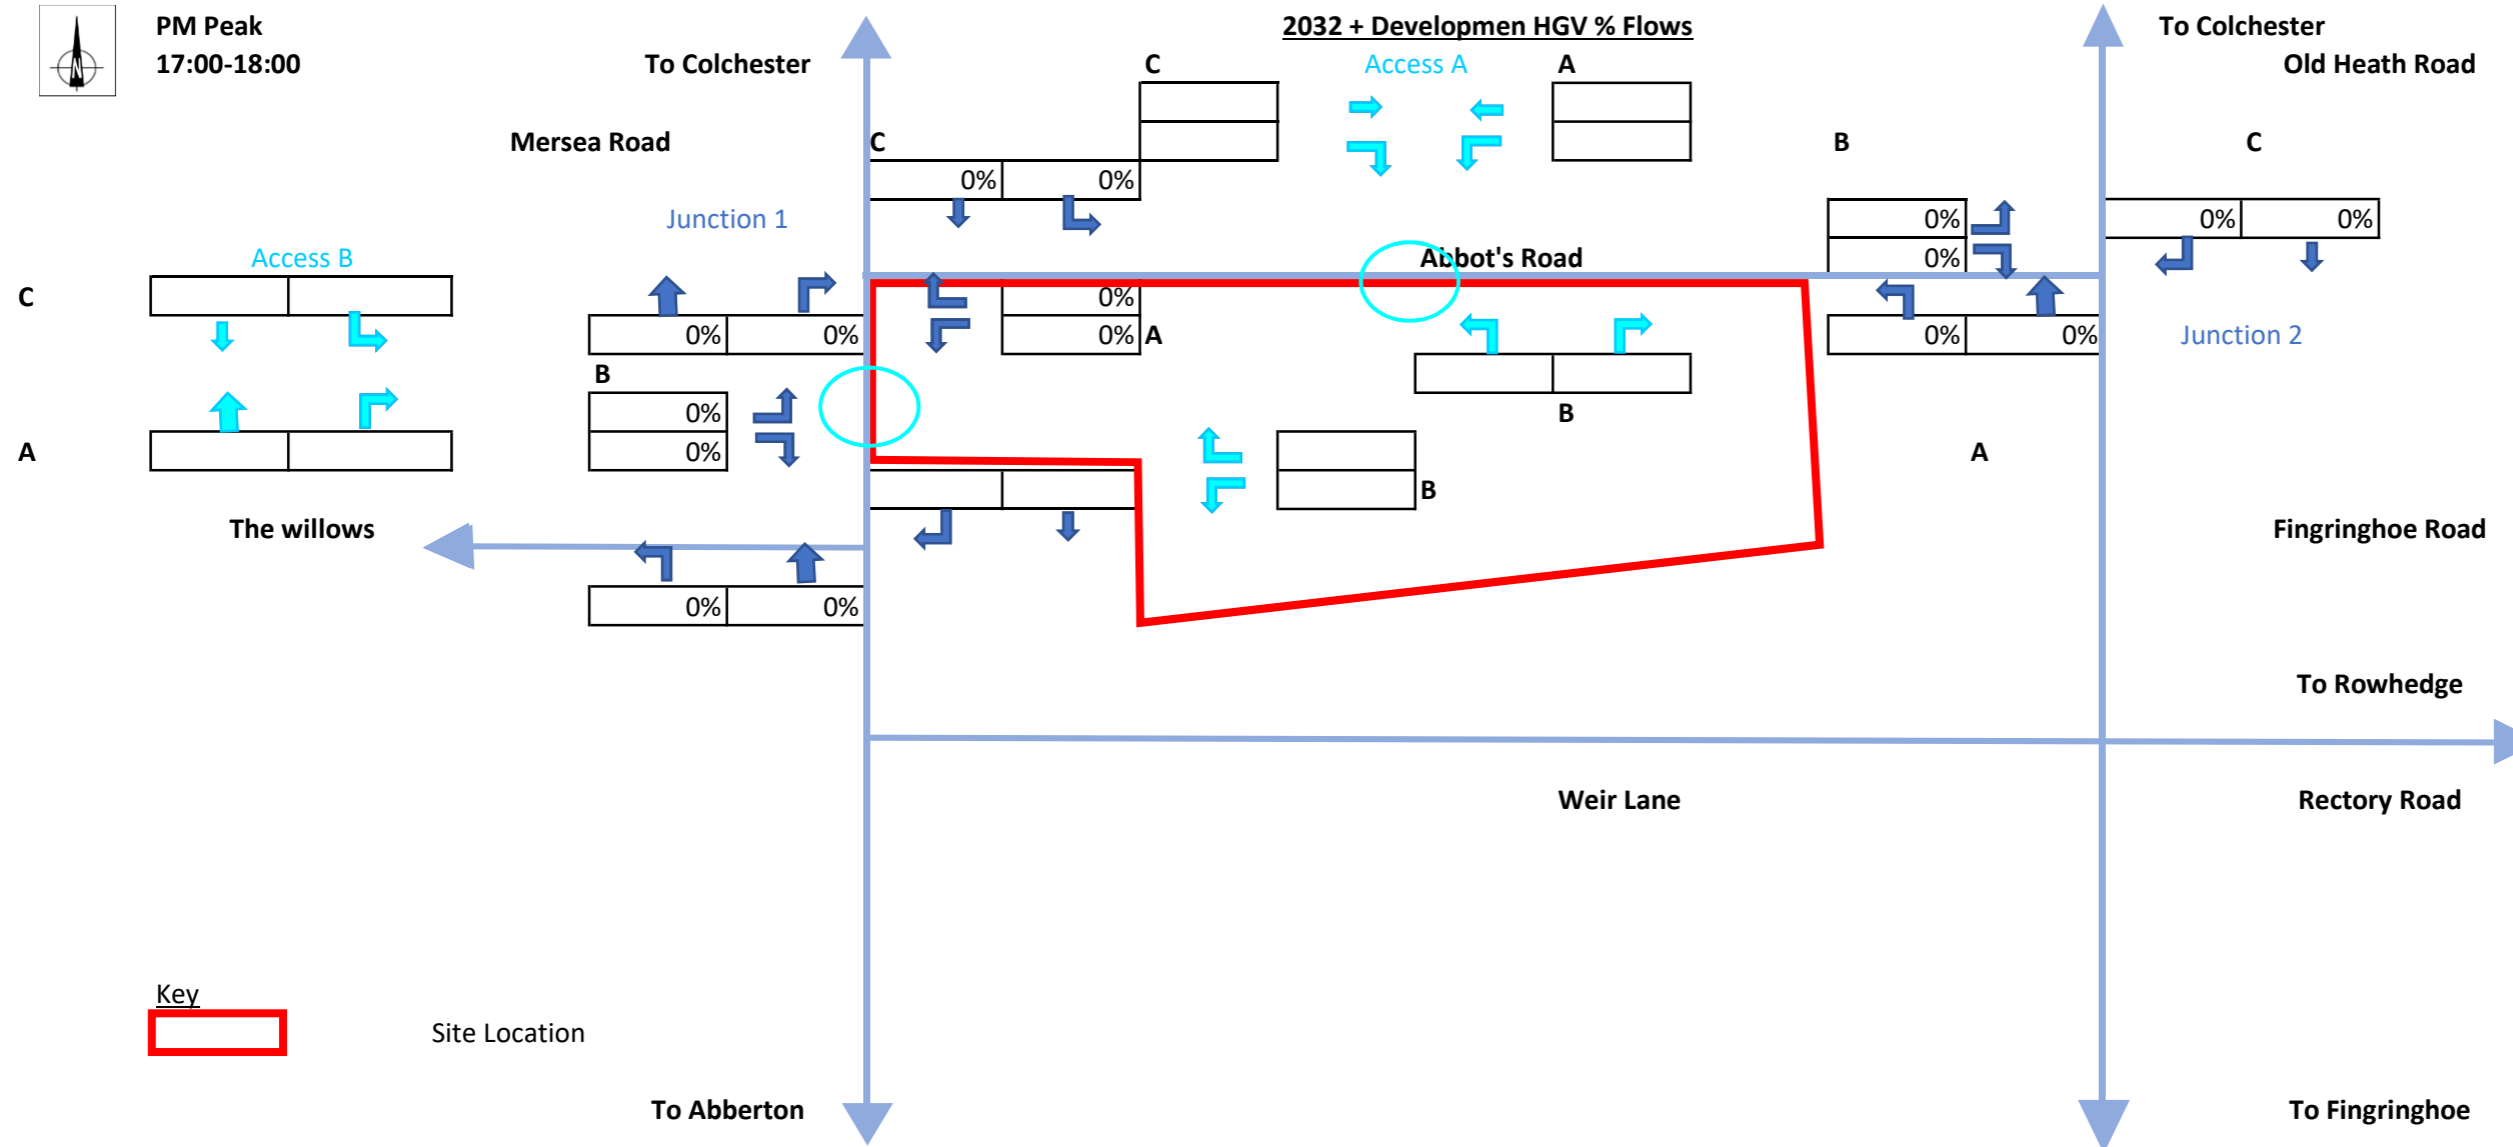 PM Peak
17:00-18:00
N
To Colchester
2032 + Developmen HGV % Flows
To Colchester
Old Heath Road
C
Access A
A
Mersea Road
C
B
C
0% 0%
Junction 1
0%
0% 0%
Access B
Abbot's Road
0%
C
0%
0% 0%
0% A
0% 0%
Junction 2
B
0%
B
A
0%
A
B
The willows
Fingringhoe Road
0% 0%
To Rowhedge
Weir Lane
Rectory Road
Key
Site Location
To Abberton
To Fingringhoe